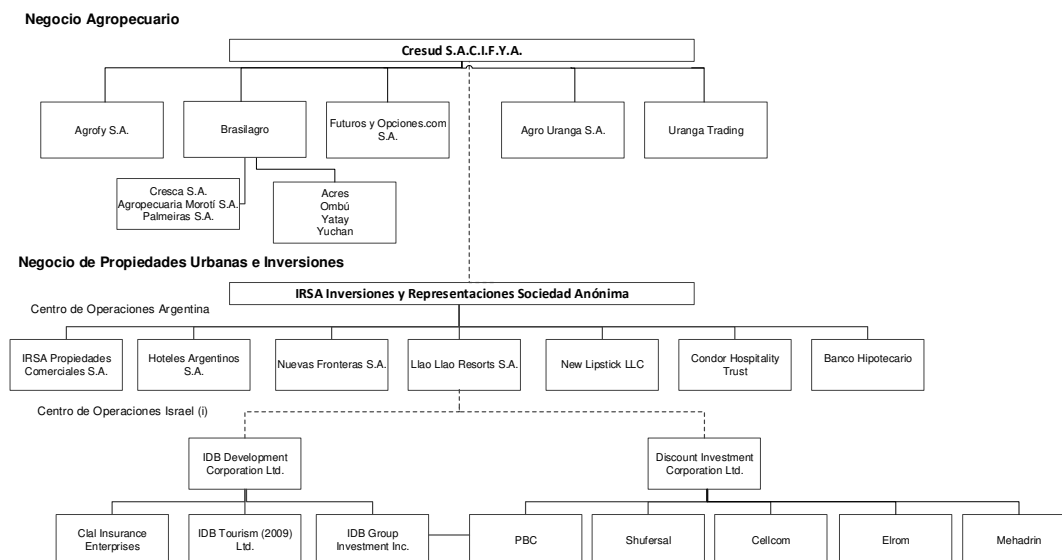 Negocio Agropecuario
Cresud S.A.C.I.F.Y.A.
Agrofy S.A.
Brasilagro
Futuros y Opciones.com
S.A.
Agro Uranga S.A.
Uranga Trading
Cresca S.A.
Agropecuaria Morotí S.A.
Palmeiras S.A.
Acres
Ombú
Yatay
Yuchan
Negocio de Propiedades Urbanas e Inversiones
IRSA Inversiones y Representaciones Sociedad Anónima
Centro de Operaciones Argentina
IRSA Propiedades
Comerciales S.A.
Hoteles Argentinos
S.A.
Nuevas Fronteras S.A.
Llao Llao Resorts S.A.
New Lipstick LLC
Condor Hospitality
Trust
Banco Hipotecario
Centro de Operaciones Israel (i)
IDB Development
Corporation Ltd.
Discount Investment
Corporation Ltd.
Clal Insurance
Enterprises
IDB Tourism (2009)
Ltd.
IDB Group
Investment Inc.
PBC
Shufersal
Cellcom
Elrom
Mehadrin